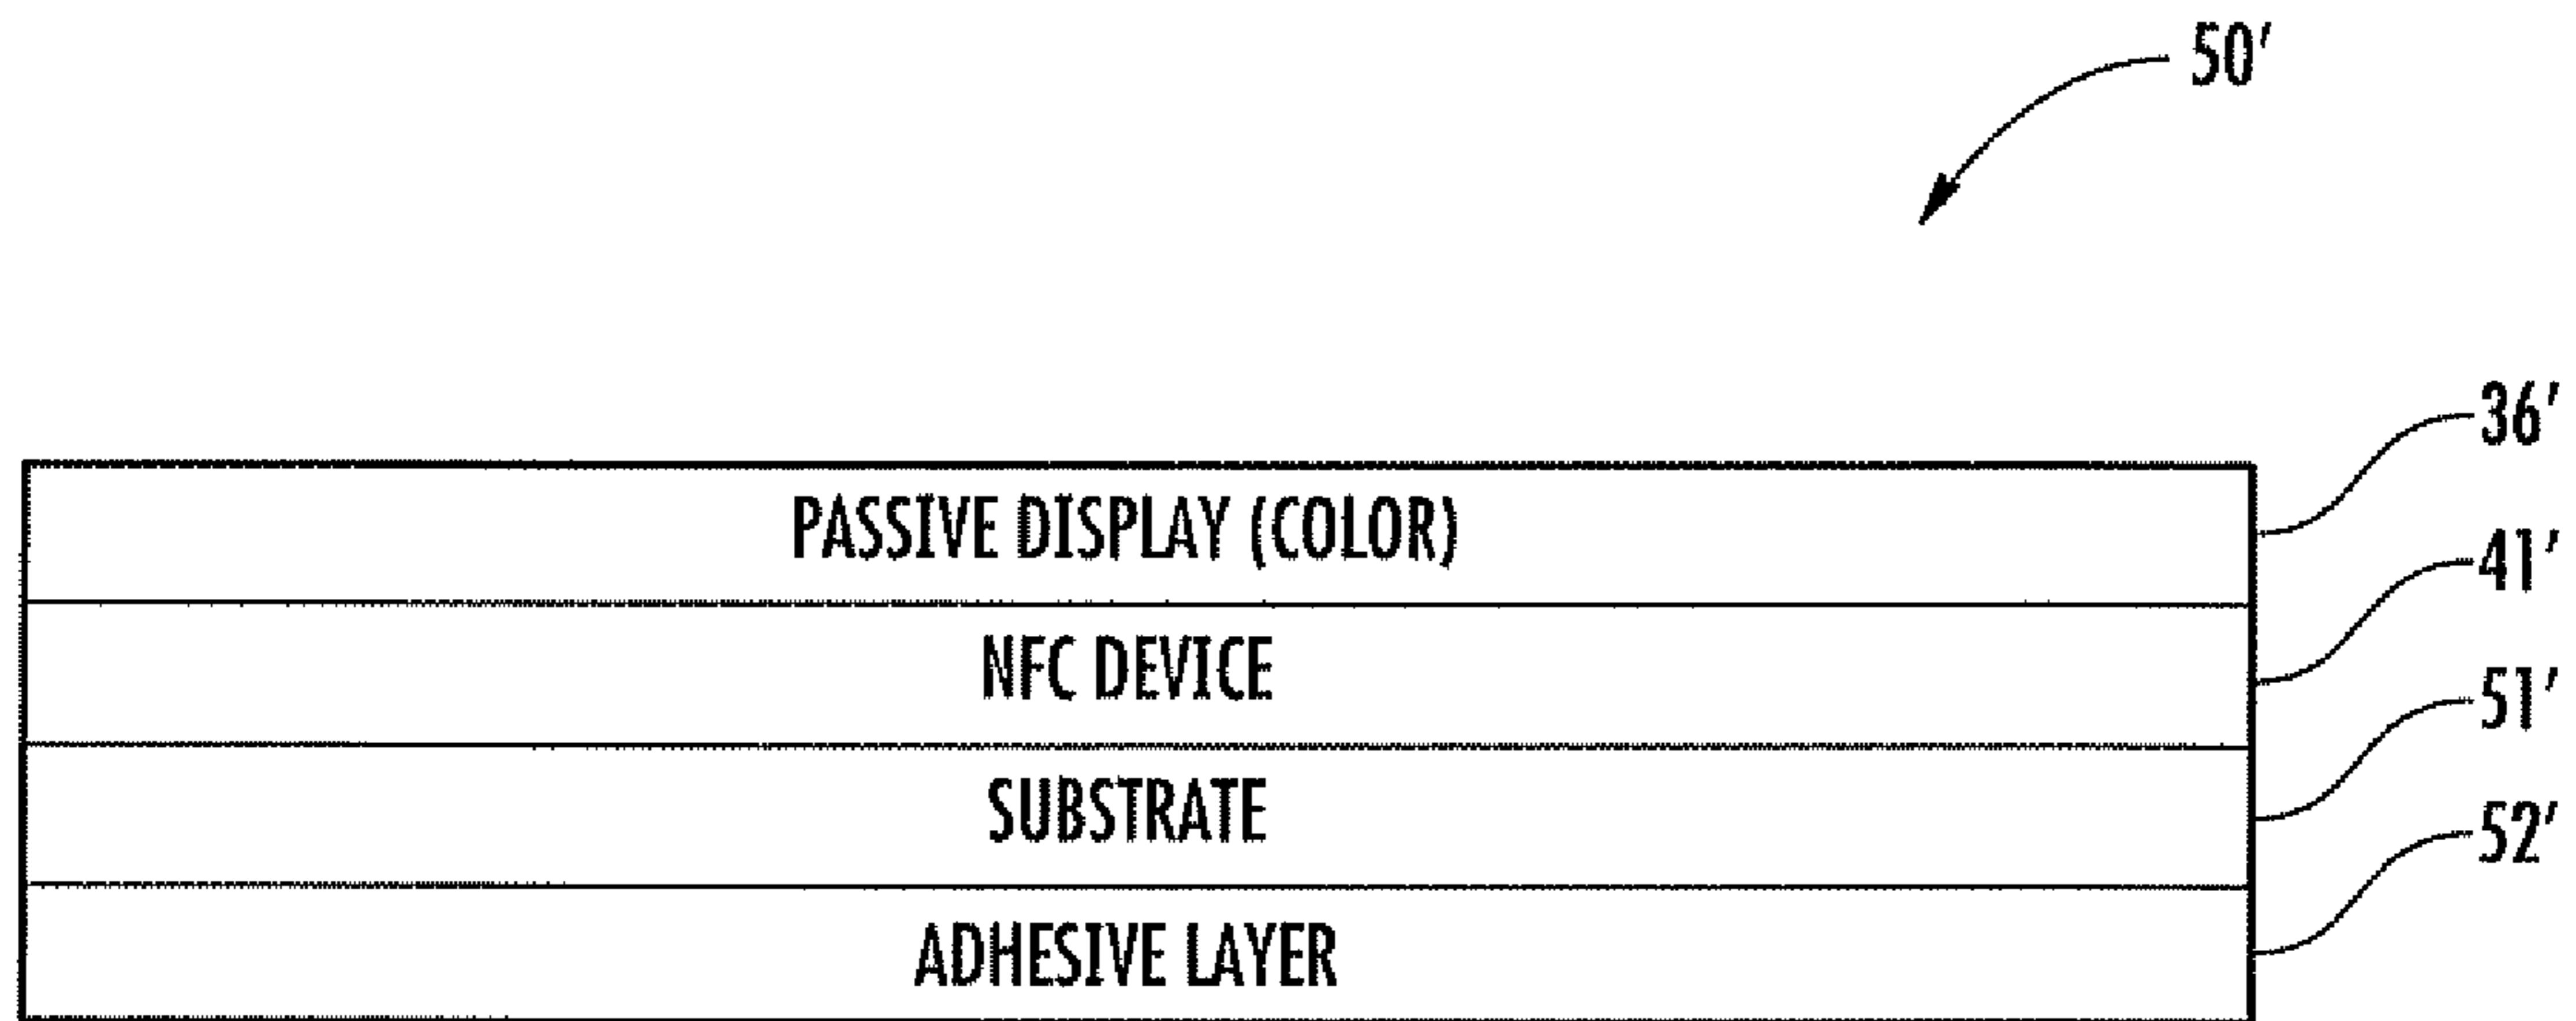 50′
PASSIVE DISPLAY (COLOR)
36′
NFC DEVICE
41′
SUBSTRATE
51′
ADHESIVE LAYER
52′